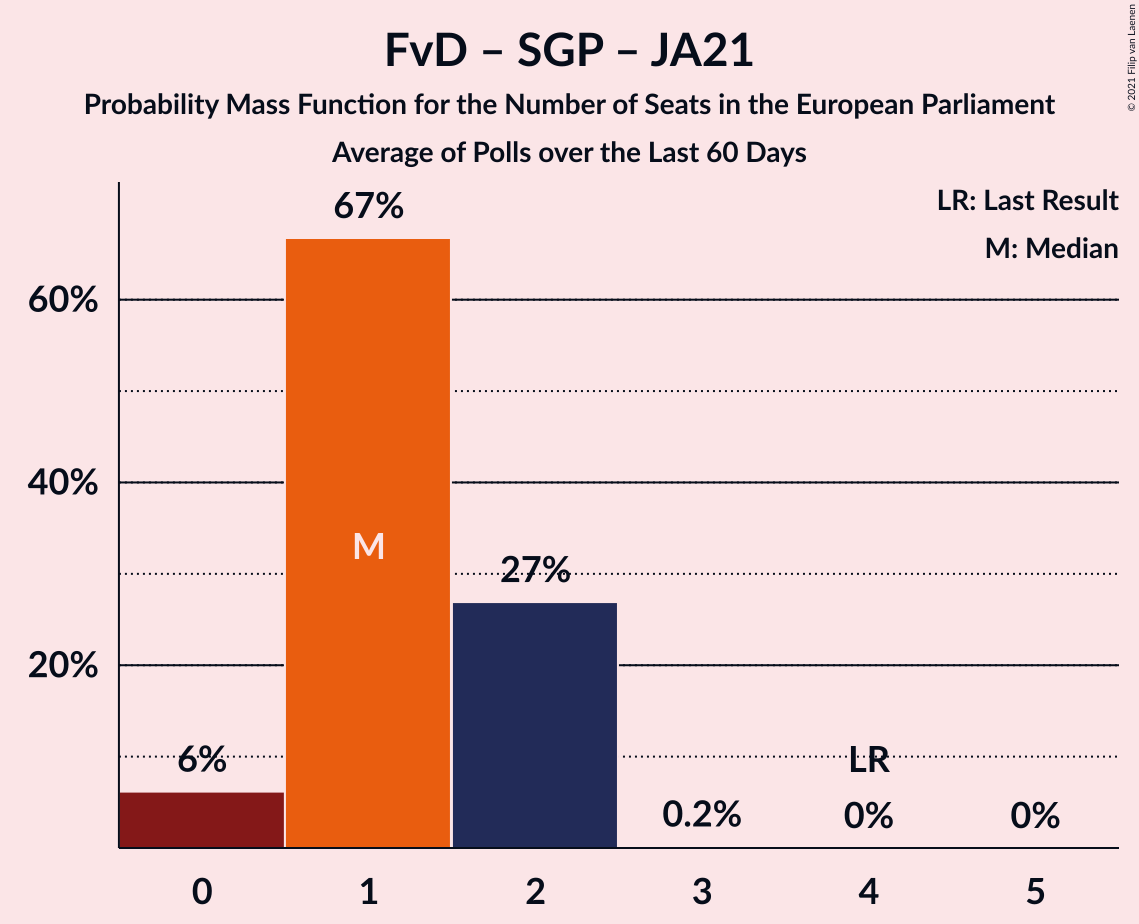 FvD – SGP – JA21
Probability Mass Function for the Number of Seats in the European Parliament
Average of Polls over the Last 60 Days
© 2021 Filip van Laenen
LR: Last Result
M: Median
67%
60%
40%
M
27%
20%
6%
LR
0.2%
0%
0%
0 1 2 3 4 5